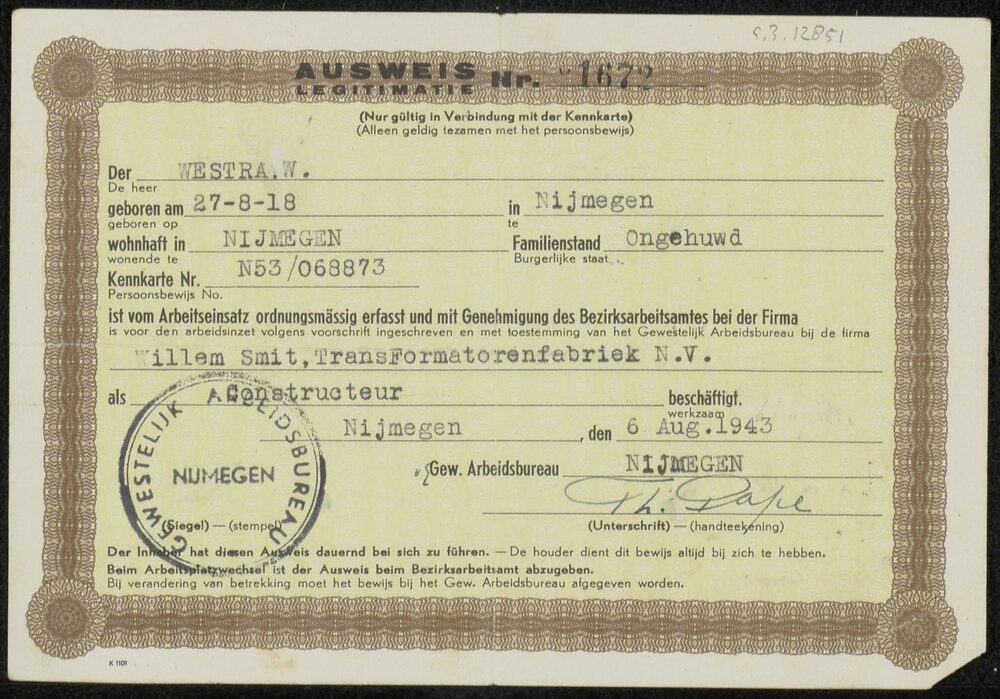 S.3.12851
AUSWEIS Nr. 1672
LEGITIMATIE
(Nur gültig in Verbindung mit der Kennkarte)
(Alleen geldig tezamen met het persoonsbewijs)
Der WESTRA.W.
De heer
geboren am 27-8-18 in Nijmegen
geboren op te
wohnhaft in NIJMEGEN Familienstand Ongehuwd
wonende te Burgerlijke staat
Kennkarte Nr. N53/068873
Persoonsbewijs No.
ist vom Arbeitseinsatz ordnungsmässig erfasst und mit Genehmigung des Bezirksarbeitsamtes bei der Firma
is voor den arbeidsinzet volgens voorschrift ingeschreven en met toestemming van het Gewestelijk Arbeidsbureau bij de firma
Willem Smit,Transformatorenfabriek N.V.
als Constructeur beschäftigt.
werkzaam
Nijmegen, den 6 Aug.1943
Gew. Arbeidsbureau NIJMEGEN
Th. Pape
(Siegel) — (stempel) (Unterschrift) — (handteekening)
GEWESTELIJK ARBEIDSBUREAU
NIJMEGEN
Der Inhaber hat diesen Ausweis dauernd bei sich zu führen. — De houder dient dit bewijs altijd bij zich te hebben.
Beim Arbeitsplatzwechsel ist der Ausweis beim Bezirksarbeitsamt abzugeben.
Bij verandering van betrekking moet het bewijs bij het Gew. Arbeidsbureau afgegeven worden.
K 1101